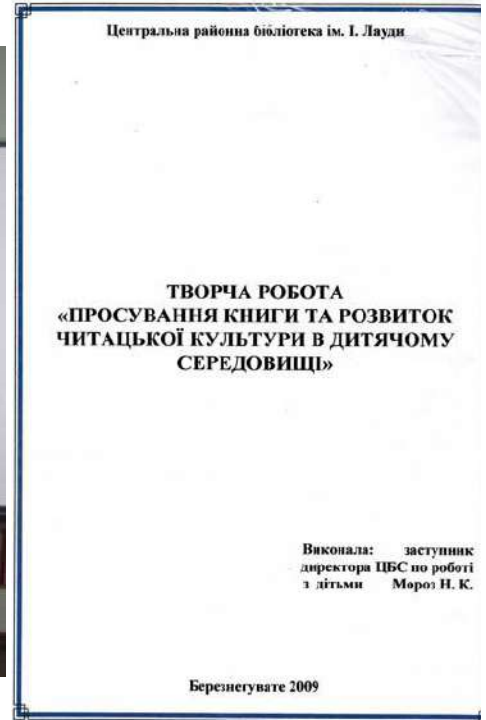 Центральна районна бібліотека ім. І. Лауди
ТВОРЧА РОБОТА
«ПРОСУВАННЯ КНИГИ ТА РОЗВИТОК
ЧИТАЦЬКОЇ КУЛЬТУРИ В ДИТЯЧОМУ
СЕРЕДОВИЩІ»
Виконала: заступник
директора ЦБС по роботі
з дітьми Мороз Н. К.
Березнегувате 2009